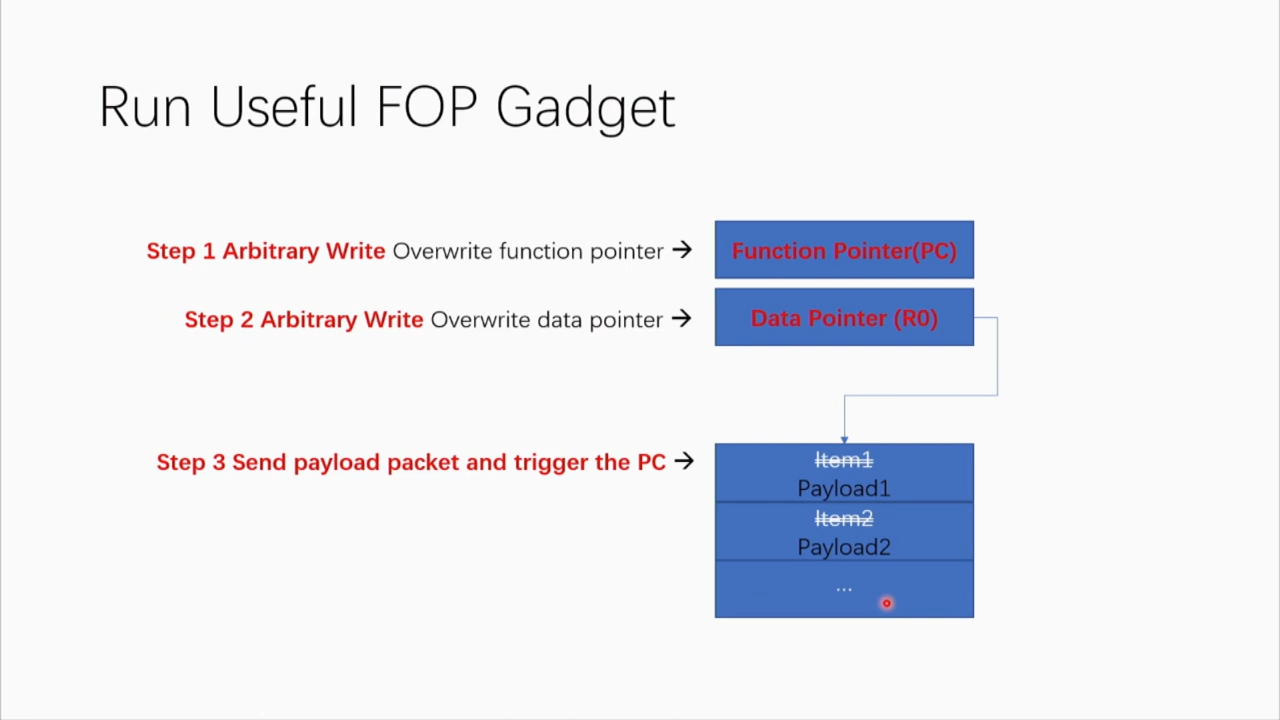 Run Useful FOP Gadget
Step 1 Arbitrary Write Overwrite function pointer →
Function Pointer(PC)
Step 2 Arbitrary Write Overwrite data pointer →
Data Pointer (R0)
Step 3 Send payload packet and trigger the PC →
Item1
Payload1
Item2
Payload2
...